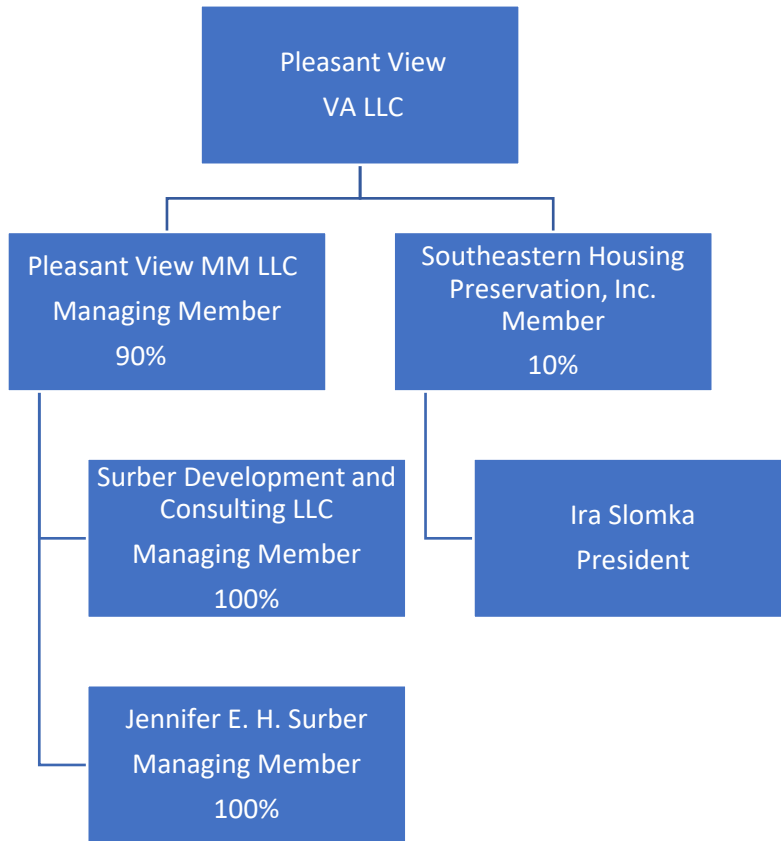 Pleasant View
VA LLC
Pleasant View MM LLC
Managing Member
90%
Southeastern Housing
Preservation, Inc.
Member
10%
Surber Development and
Consulting LLC
Managing Member
100%
Ira Slomka
President
Jennifer E. H. Surber
Managing Member
100%